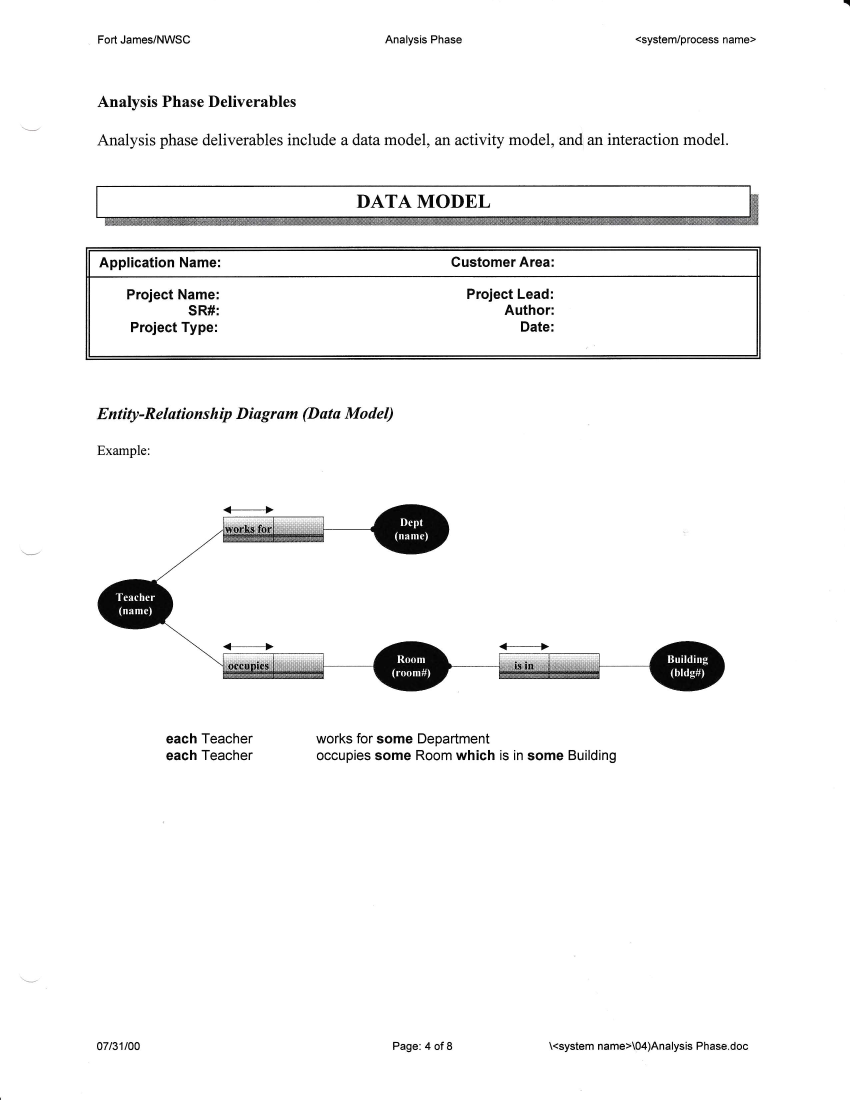 Fort James/NWSC Analysis Phase <system/process name>
Analysis Phase Deliverables
Analysis phase deliverables include a data model, an activity model, and an interaction model.
DATA MODEL
Application Name: Customer Area:
Project Name: Project Lead:
SR#: Author:
Project Type: Date:
Entity-Relationship Diagram (Data Model)
Example:
works for
Dept
(name)
Teacher
(name)
occupies
Room
(room#)
is in
Building
(bldg#)
each Teacher works for some Department
each Teacher occupies some Room which is in some Building
07/31/00 Page: 4 of 8 \<system name>\04)Analysis Phase.doc